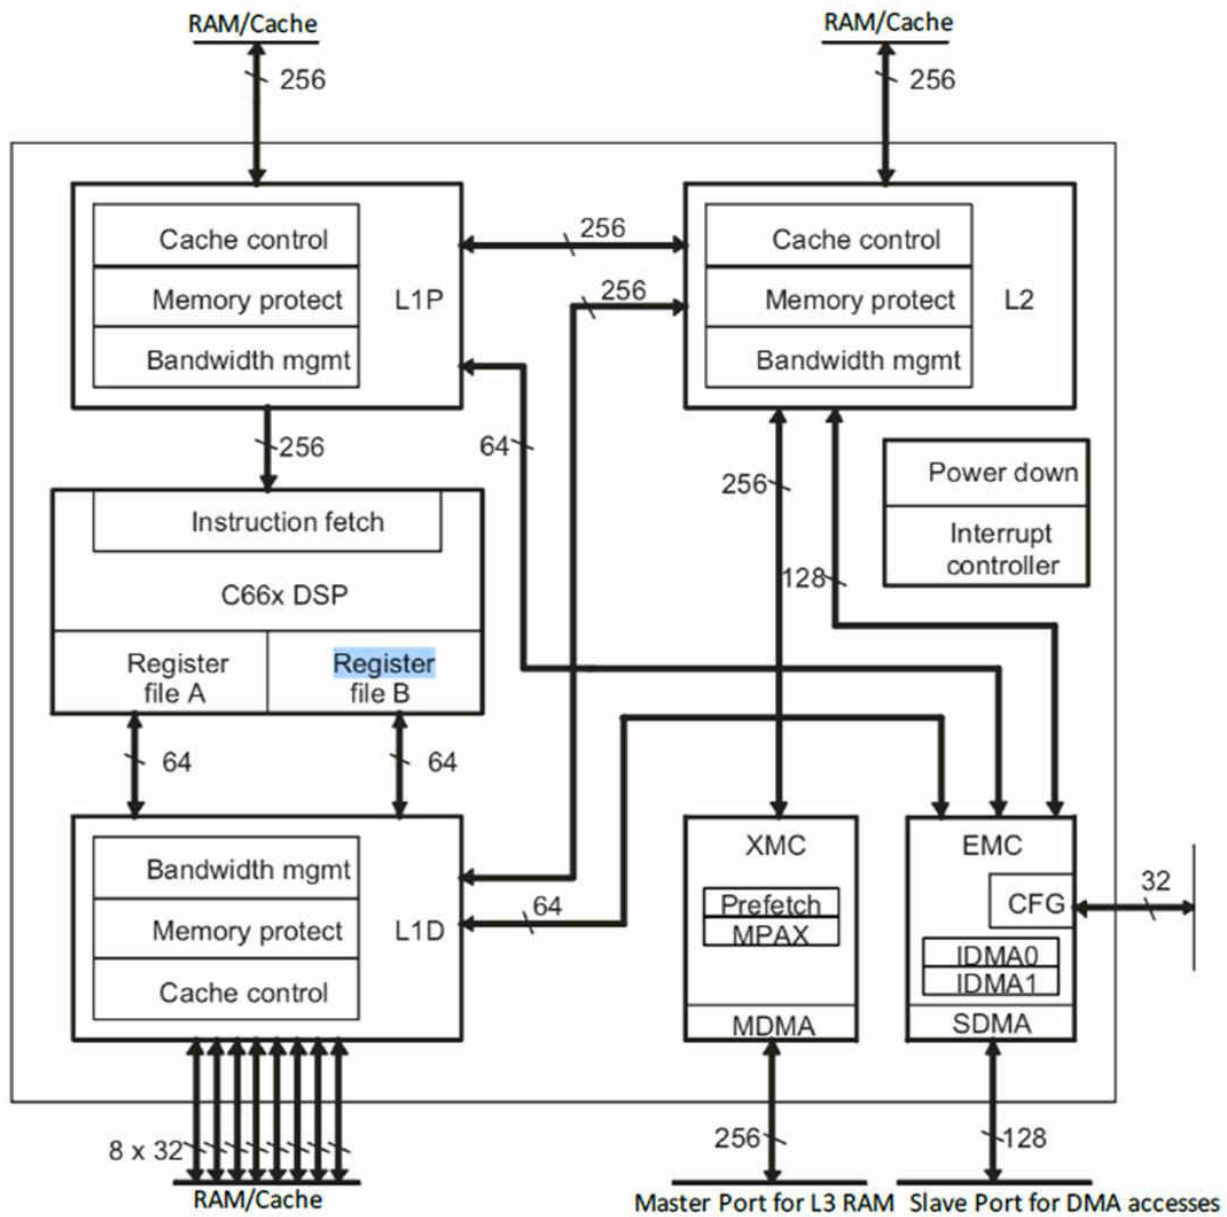 RAM/Cache
RAM/Cache
256
256
Cache control
Memory protect
Bandwidth mgmt
L1P
256
256
Cache control
Memory protect
Bandwidth mgmt
L2
256
64
256
128
Power down
Interrupt
controller
Instruction fetch
C66x DSP
Register
file A
Register
file B
64
64
Bandwidth mgmt
Memory protect
Cache control
L1D
64
XMC
Prefetch
MPAX
MDMA
EMC
CFG
IDMA0
IDMA1
SDMA
32
8 x 32
256
128
RAM/Cache
Master Port for L3 RAM
Slave Port for DMA accesses